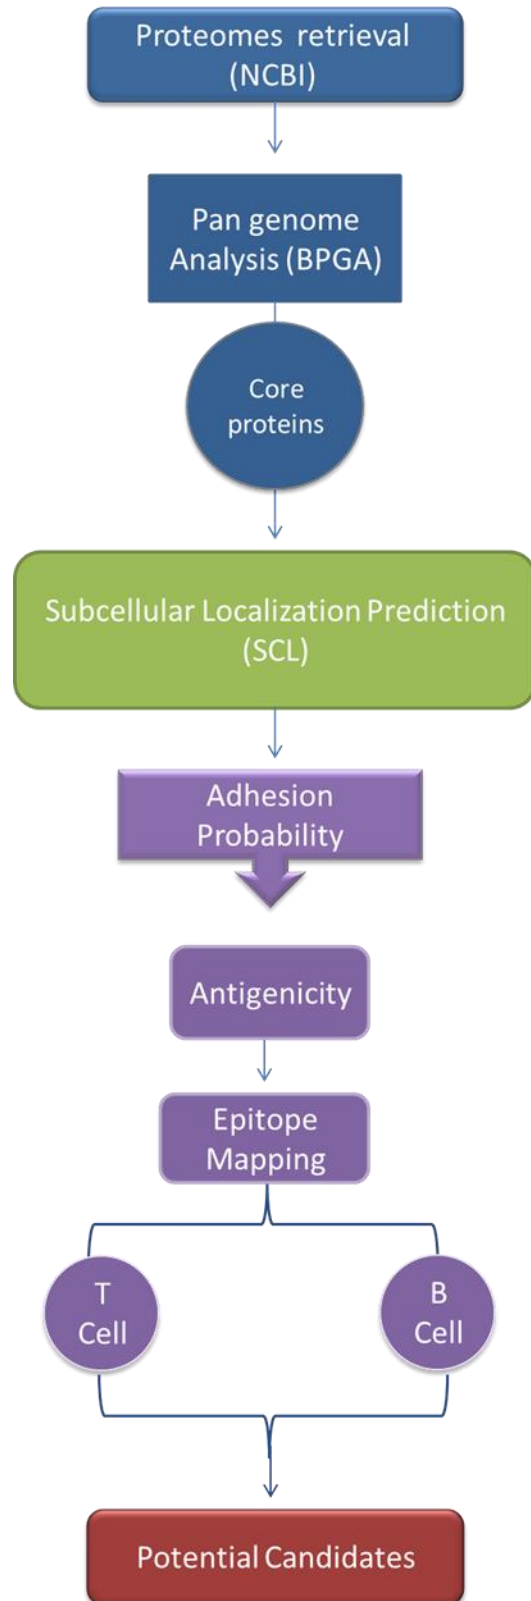 Proteomes retrieval
(NCBI)
Pan genome
Analysis (BPGA)
Core
proteins
Subcellular Localization Prediction
(SCL)
Adhesion
Probability
Antigenicity
Epitope
Mapping
T
Cell
B
Cell
Potential Candidates